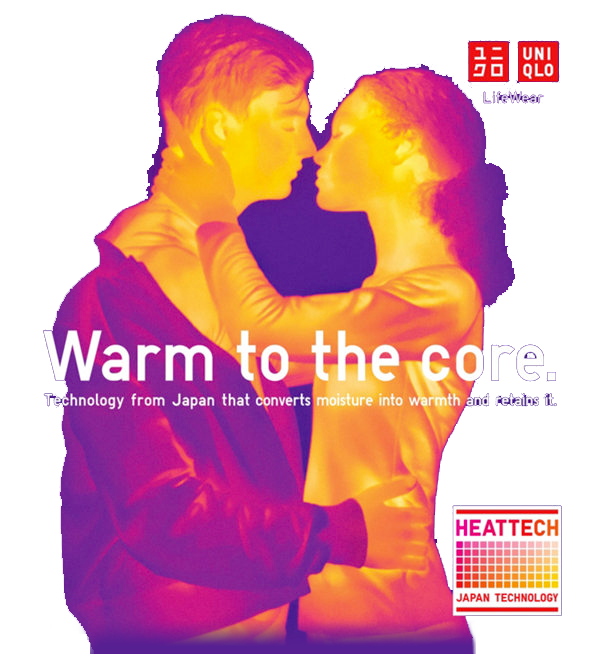 ユニ UNI
クロ QLO
LifeWear
Warm to the core.
Technology from Japan that converts moisture into warmth and retains it.
HEATTECH
JAPAN TECHNOLOGY